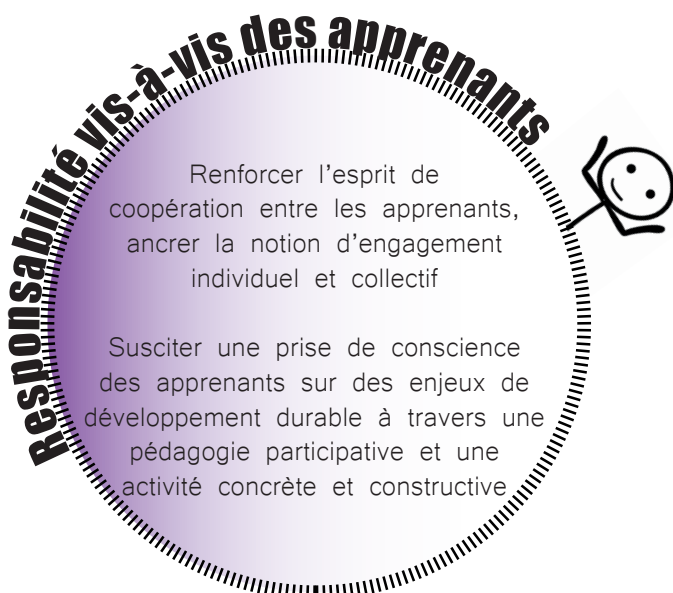 Responsabilité vis-à-vis des apprenants
Renforcer l'esprit de
coopération entre les apprenants,
ancrer la notion d'engagement
individuel et collectif
Susciter une prise de conscience
des apprenants sur des enjeux de
développement durable à travers une
pédagogie participative et une
activité concrète et constructive